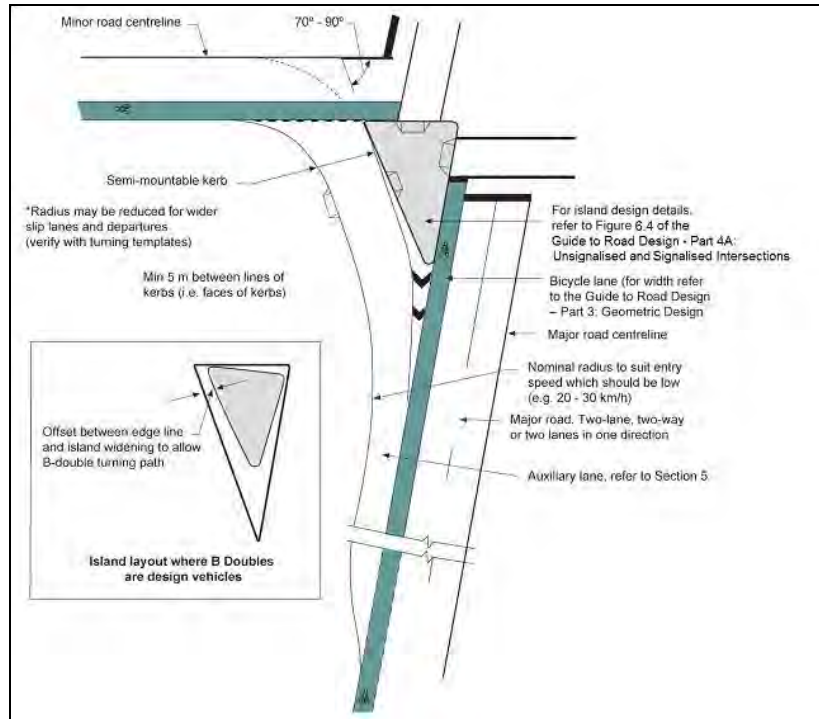 Minor road centreline
70º - 90º
Semi-mountable kerb
*Radius may be reduced for wider
slip lanes and departures
(verify with turning templates)
Min 5 m between lines of
kerbs (i.e. faces of kerbs)
For island design details,
refer to Figure 6.4 of the
Guide to Road Design - Part 4A:
Unsignalised and Signalised Intersections
Bicycle lane (for width refer
to the Guide to Road Design
– Part 3: Geometric Design
Major road centreline
Nominal radius to suit entry
speed which should be low
(e.g. 20 - 30 km/h)
Major road. Two-lane, two-way
or two lanes in one direction
Auxiliary lane, refer to Section 5
Offset between edge line
and island widening to allow
B-double turning path
Island layout where B Doubles
are design vehicles